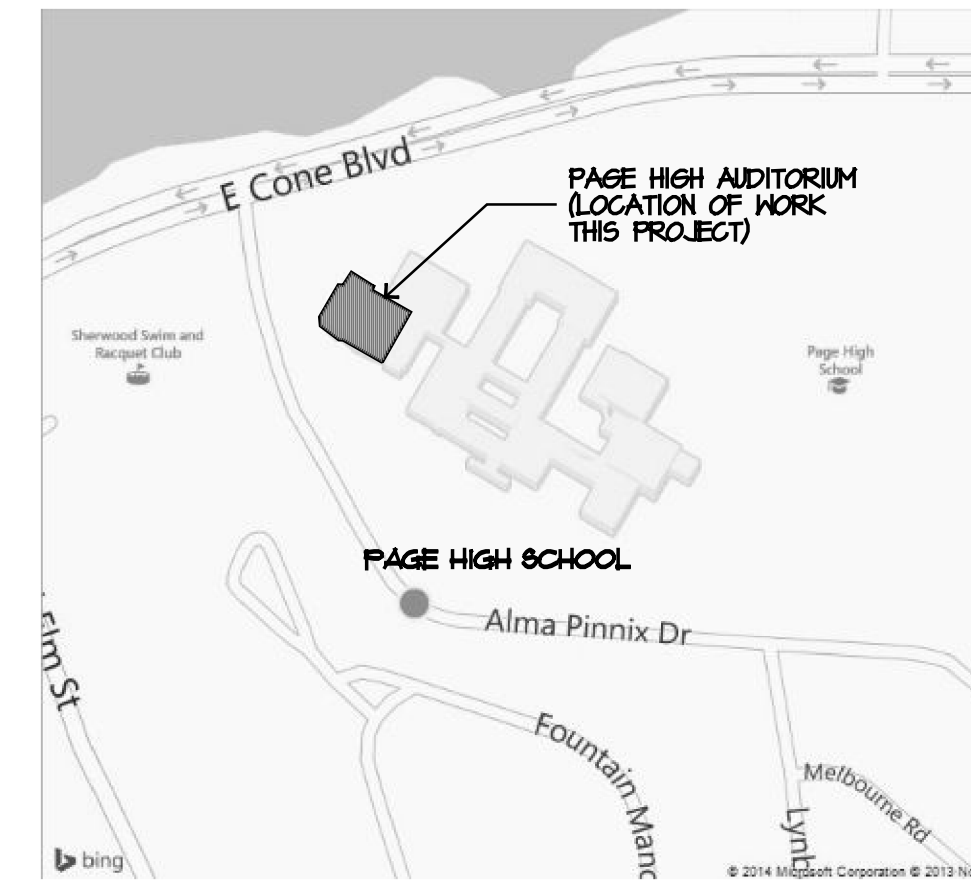 PAGE HIGH AUDITORIUM
(LOCATION OF WORK
THIS PROJECT)
E Cone Blvd
Sherwood Swim and
Racquet Club
Page High
School
PAGE HIGH SCHOOL
Alma Pinnix Dr
Elm St
Fountain Mano
Melbourne Rd
Lynb
bing
© 2014 Microsoft Corporation © 2013 No